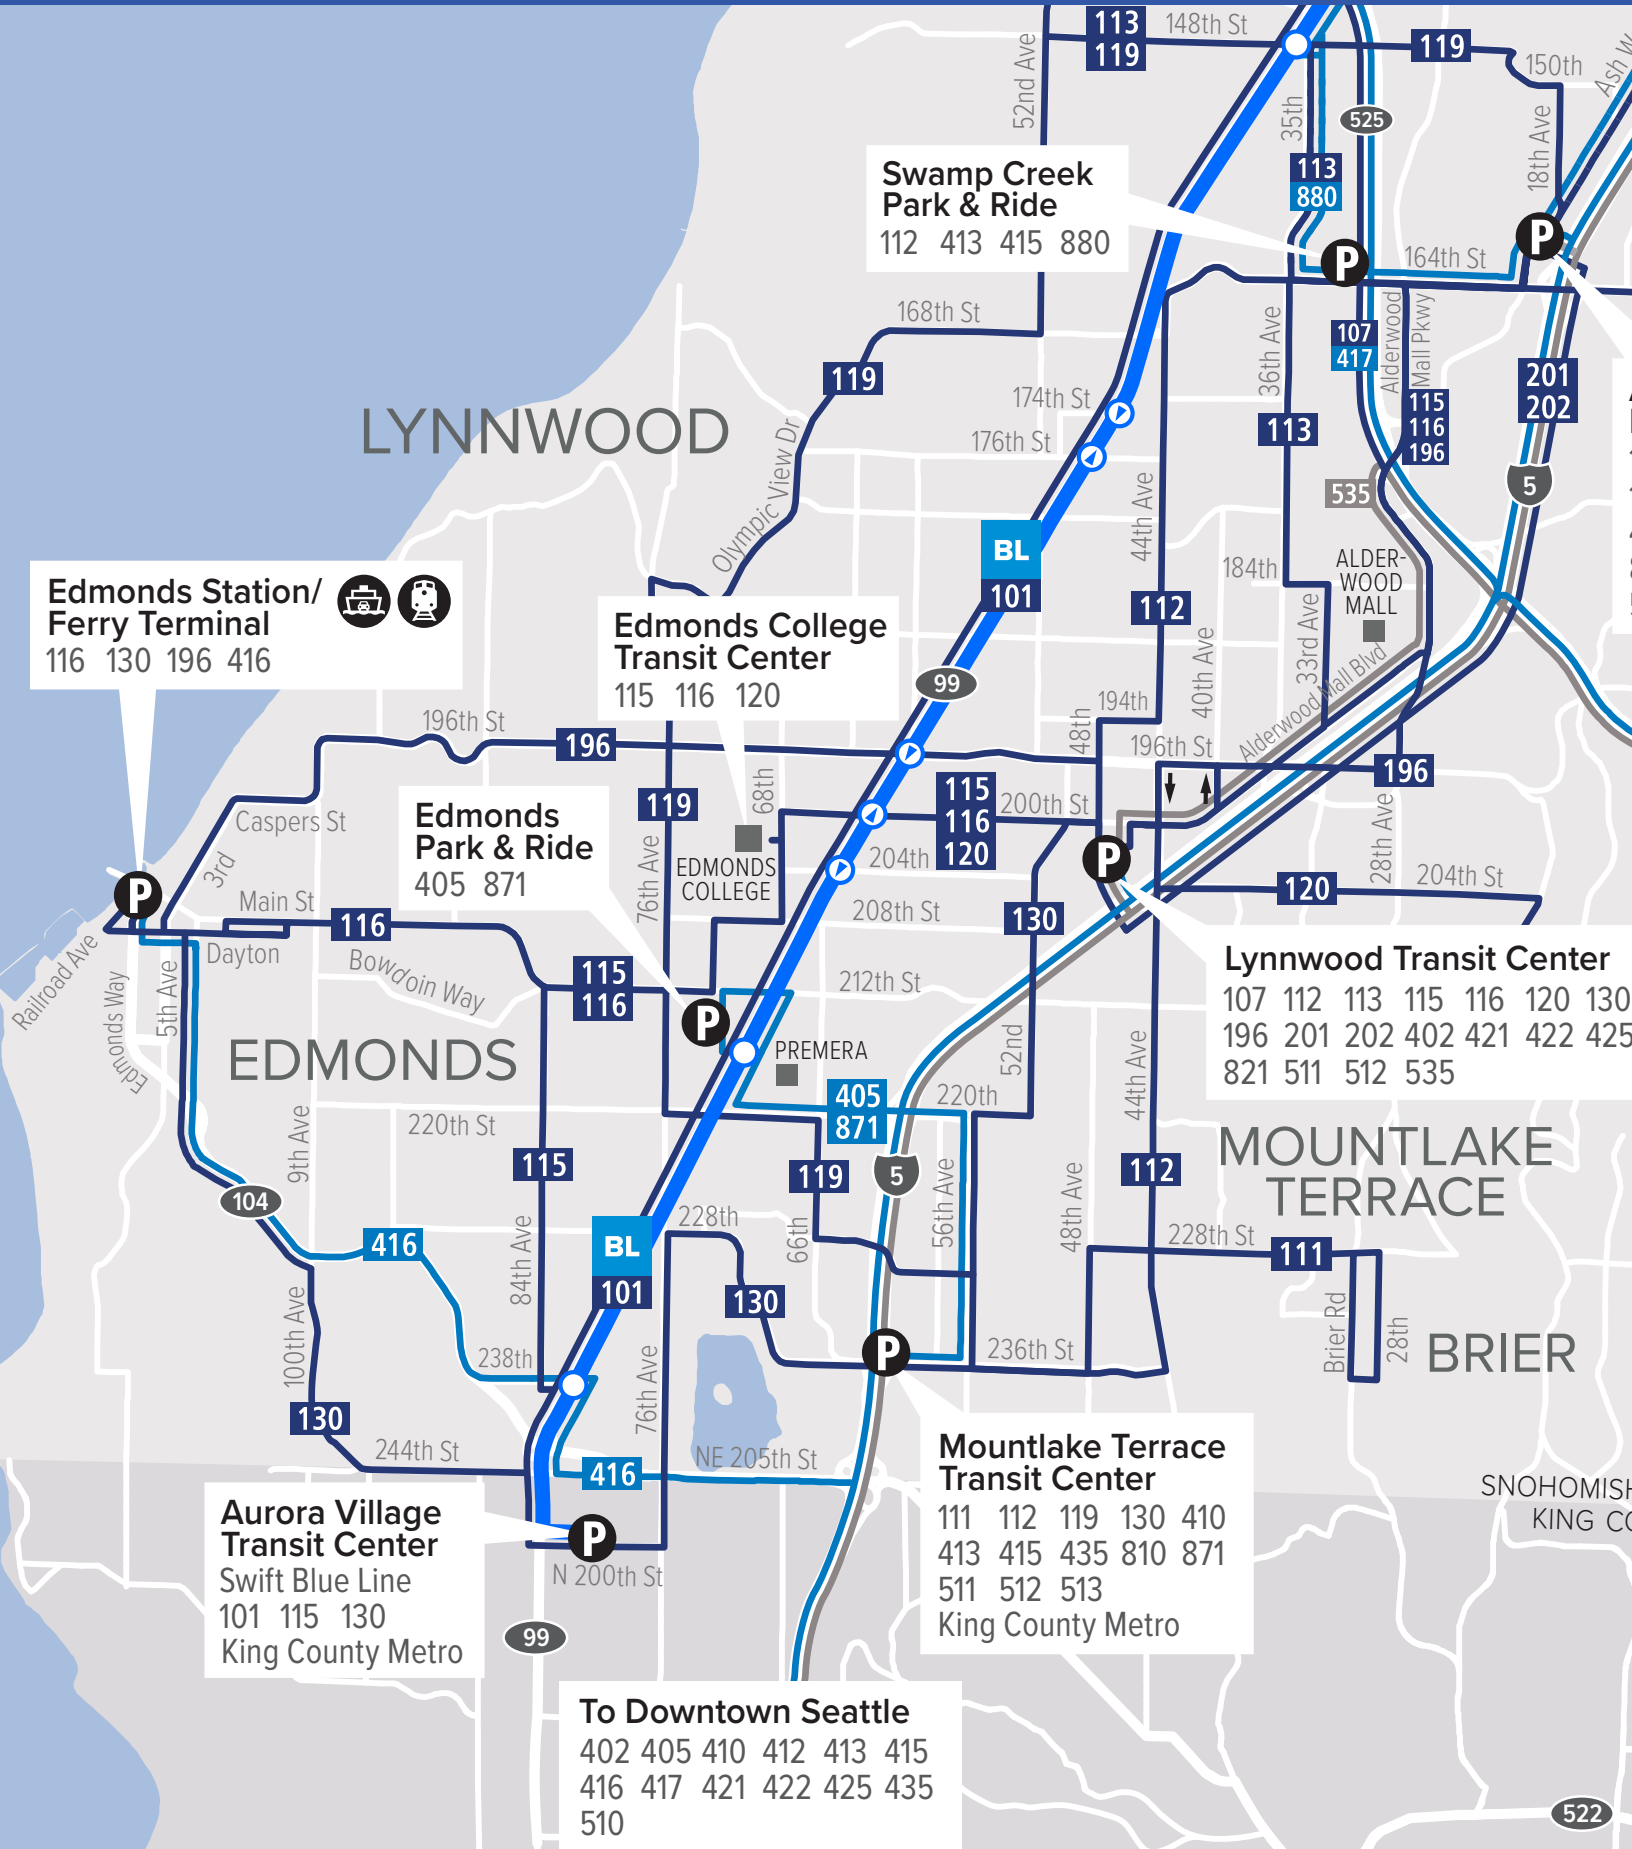 113
119
148th St
119
150th
Ash W
52nd Ave
35th
525
18th Ave
Swamp Creek
Park & Ride
112 413 415 880
113
880
P
P
164th St
168th St
36th Ave
107
417
Alderwood
Mall Pkwy
201
202
119
174th St
115
116
196
LYNNWOOD
176th St
113
Olympic View Dr
44th Ave
535
5
BL
101
184th
ALDER-
WOOD
MALL
Edmonds Station/
Ferry Terminal
116 130 196 416
Edmonds College
Transit Center
115 116 120
112
33rd Ave
40th Ave
99
194th
Alderwood Mall Blvd
196th St
196
48th
196th St
196
Caspers St
3rd
Edmonds
Park & Ride
405 871
119
68th
115
116
120
200th St
28th Ave
76th Ave
EDMONDS
COLLEGE
204th
P
120
204th St
P
Main St
116
208th St
130
Dayton
Railroad Ave
Edmonds Way
5th Ave
Bowdoin Way
115
116
212th St
Lynnwood Transit Center
107 112 113 115 116 120 130
196 201 202 402 421 422 425
821 511 512 535
P
EDMONDS
PREMERA
52nd
44th Ave
Edmonds
405
871
220th
9th Ave
220th St
MOUNTLAKE
TERRACE
115
119
5
56th Ave
48th Ave
112
104
84th Ave
228th
66th
228th St
111
416
BL
101
130
100th Ave
76th Ave
Brier Rd
28th
BRIER
238th
P
236th St
130
244th St
416
NE 205th St
Mountlake Terrace
Transit Center
111 112 119 130 410
413 415 435 810 871
511 512 513
King County Metro
SNOHOMISH
KING CO
Aurora Village
Transit Center
Swift Blue Line
101 115 130
King County Metro
P
N 200th St
99
To Downtown Seattle
402 405 410 412 413 415
416 417 421 422 425 435
510
522